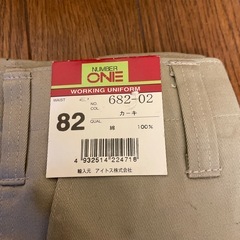 NUMBER
ONE
WORKING UNIFORM
WAIST
NO. 682-02
COL. カーキ
82
QUAL. 綿 100%
4 932514 224718
輸入元 アイトス株式会社